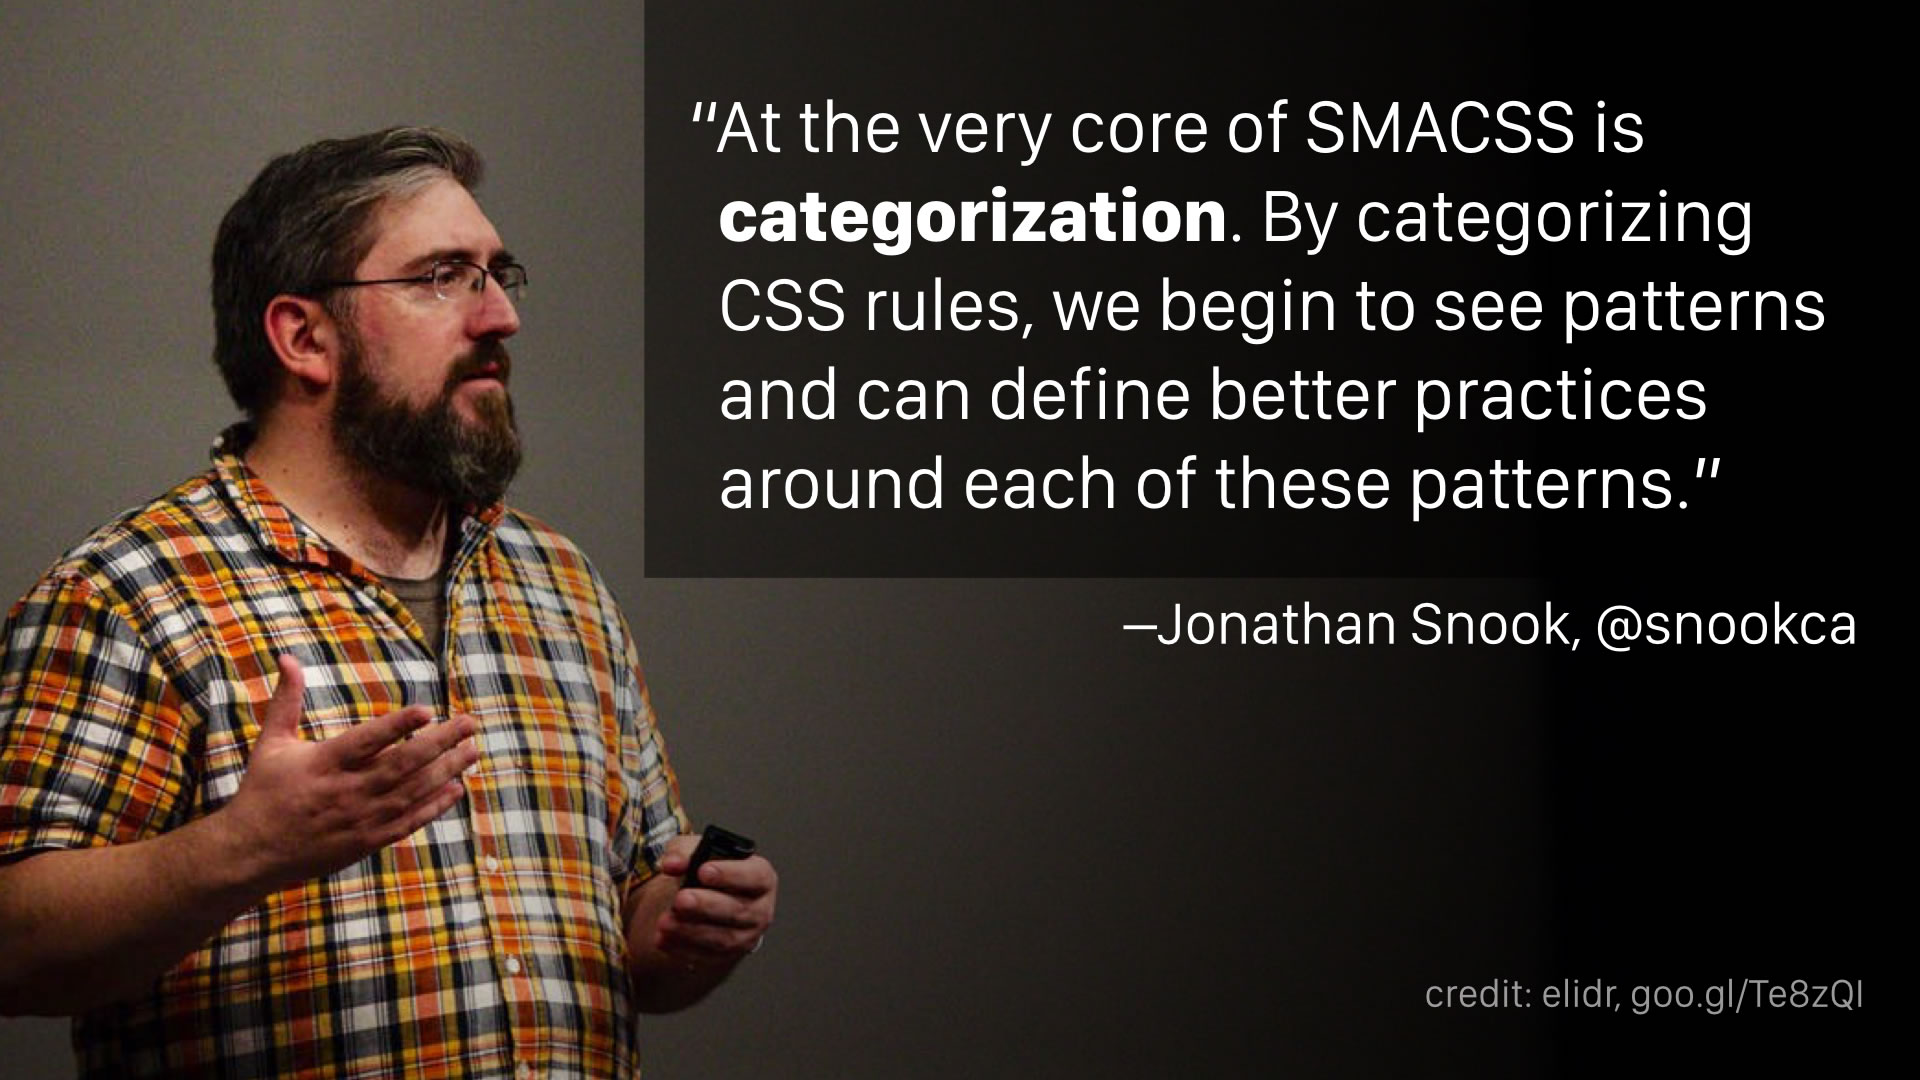 “At the very core of SMACSS is
categorization. By categorizing
CSS rules, we begin to see patterns
and can define better practices
around each of these patterns.”
—Jonathan Snook, @snookca
credit: elidr, goo.gl/Te8zQl